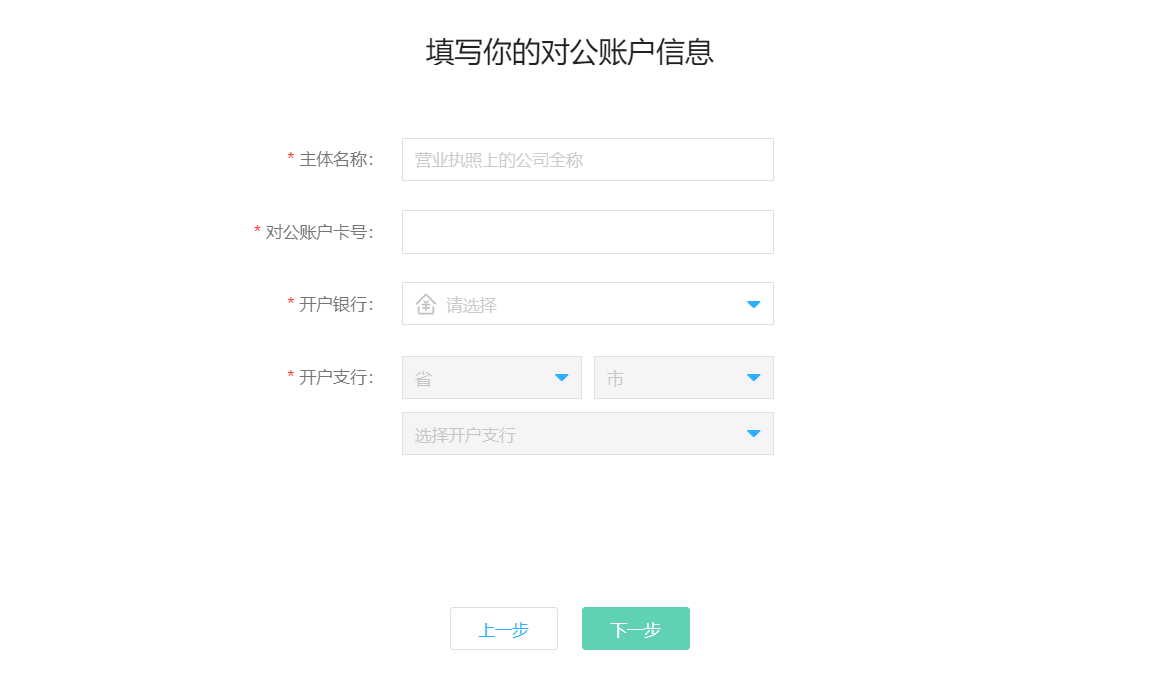 填写你的对公账户信息
* 主体名称: 营业执照上的公司全称
* 对公账户卡号:
* 开户银行: 请选择
* 开户支行: 省 市
选择开户支行
上一步 下一步